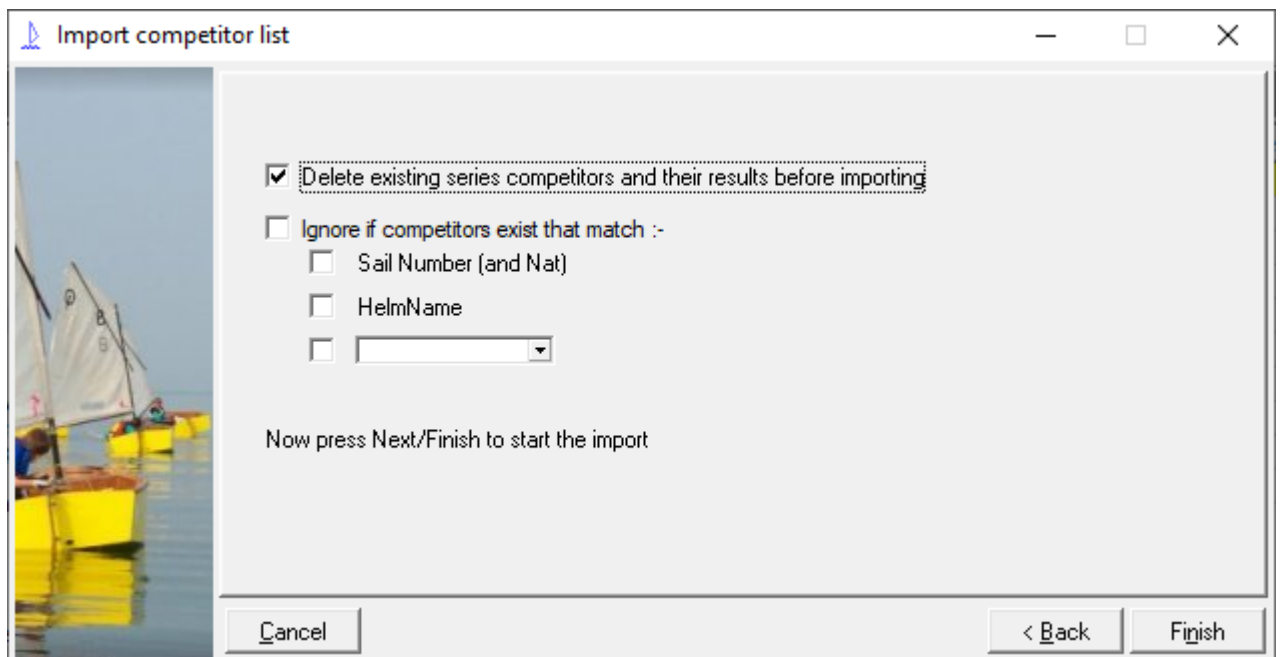 Import competitor list
Delete existing series competitors and their results before importing
Ignore if competitors exist that match :-
Sail Number (and Nat)
HelmName
Now press Next/Finish to start the import
Cancel
< Back
Finish